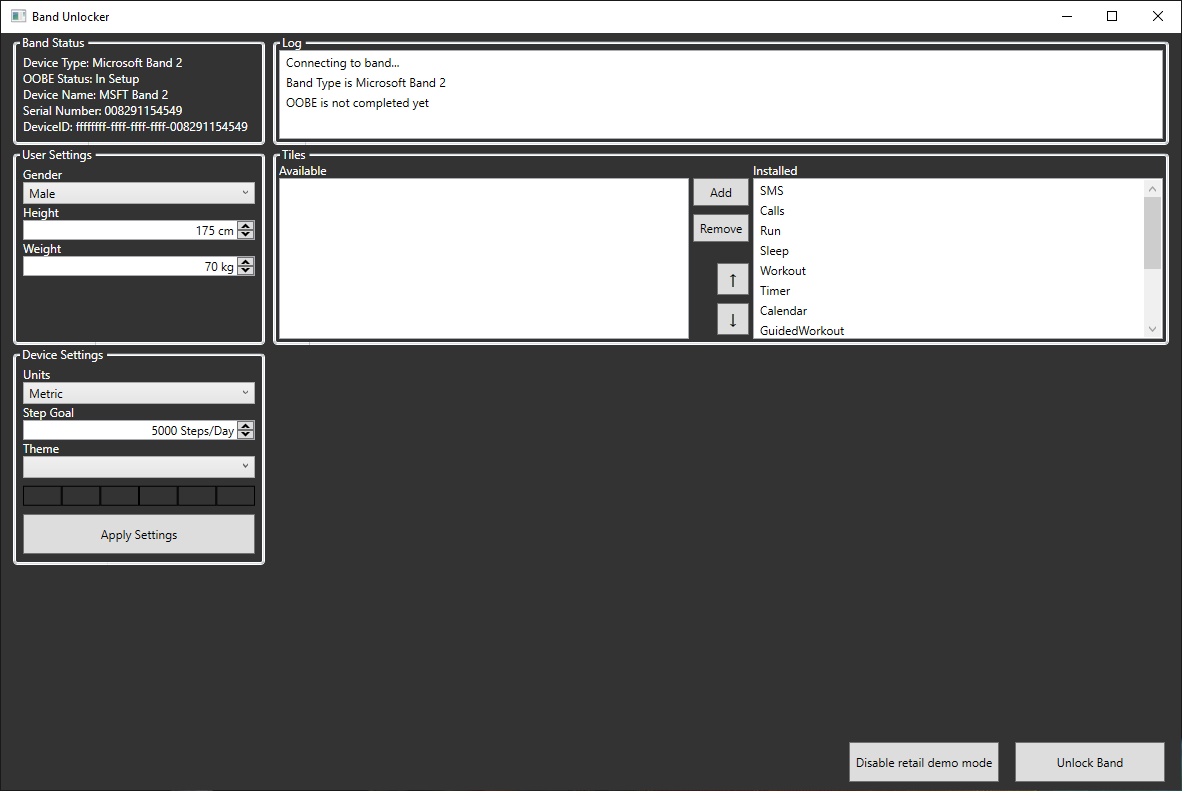 Band Unlocker
Band Status
Device Type: Microsoft Band 2
OOBE Status: In Setup
Device Name: MSFT Band 2
Serial Number: 008291154549
DeviceID: ffffffff-ffff-ffff-ffff-008291154549
Log
Connecting to band...
Band Type is Microsoft Band 2
OOBE is not completed yet
User Settings
Gender
Male
Height
175 cm
Weight
70 kg
Tiles
Available
Add
Remove
↑
↓
Installed
SMS
Calls
Run
Sleep
Workout
Timer
Calendar
GuidedWorkout
Device Settings
Units
Metric
Step Goal
5000 Steps/Day
Theme
Apply Settings
Disable retail demo mode
Unlock Band